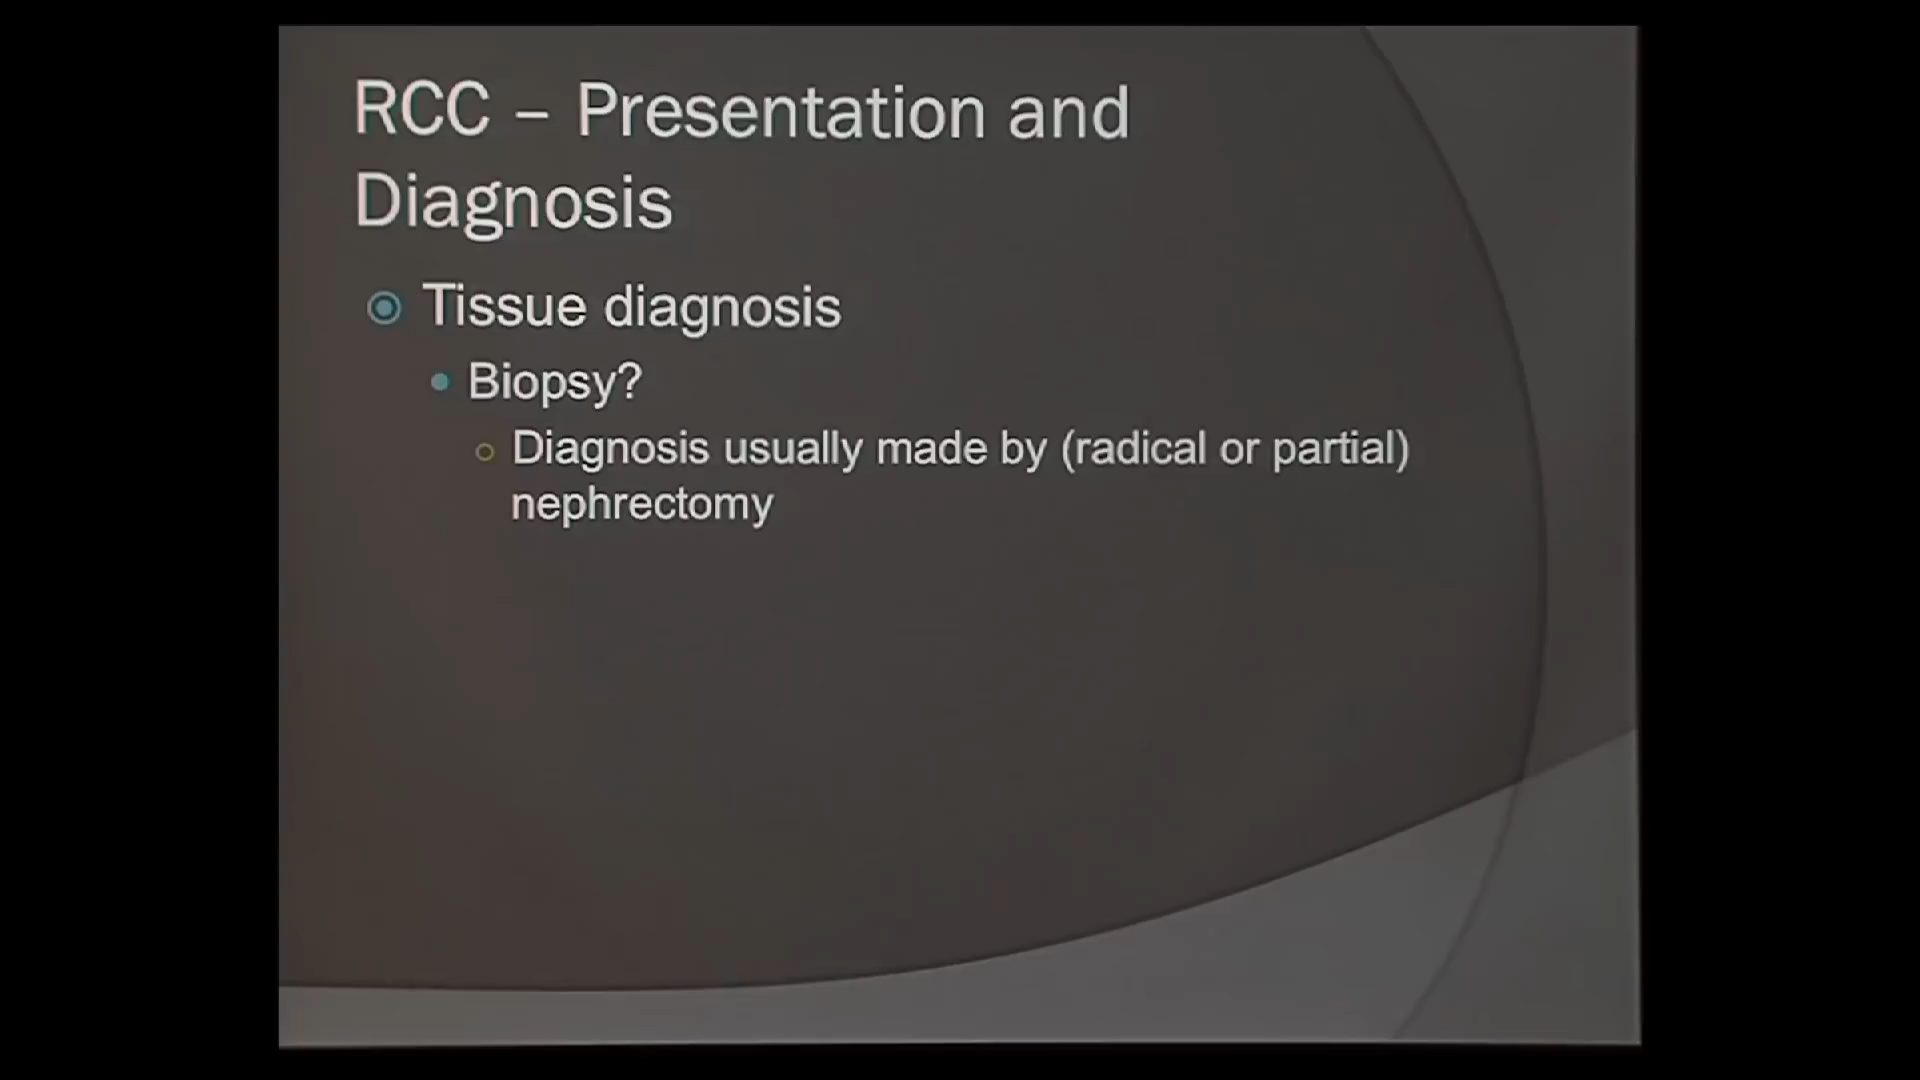 RCC – Presentation and
Diagnosis
Tissue diagnosis
Biopsy?
Diagnosis usually made by (radical or partial)
nephrectomy